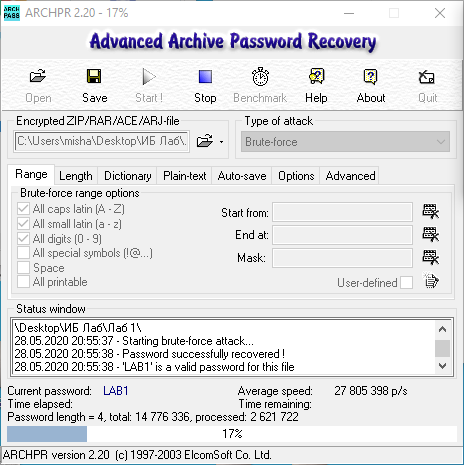 ARCH
PASS
ARCHPR 2.20 - 17%
Advanced Archive Password Recovery
Open Save Start ! Stop Benchmark Help About Quit
Encrypted ZIP/RAR/ACE/ARJ-file
Type of attack
C:\Users\misha\Desktop\ИБ Лаб\.
Brute-force
Range Length Dictionary Plain-text Auto-save Options Advanced
Brute-force range options
All caps latin (A - Z)
All small latin (a - z)
All digits (0 - 9)
All special symbols (!@...)
Space
All printable
Start from:
End at:
Mask:
User-defined
Status window
\Desktop\ИБ Лаб\Лаб 1\
28.05.2020 20:55:37 - Starting brute-force attack...
28.05.2020 20:55:38 - Password successfully recovered !
28.05.2020 20:55:38 - 'LAB1' is a valid password for this file
Current password: LAB1 Average speed: 27 805 398 p/s
Time elapsed: Time remaining:
Password length = 4, total: 14 776 336, processed: 2 621 722
17%
ARCHPR version 2.20 (c) 1997-2003 ElcomSoft Co. Ltd.